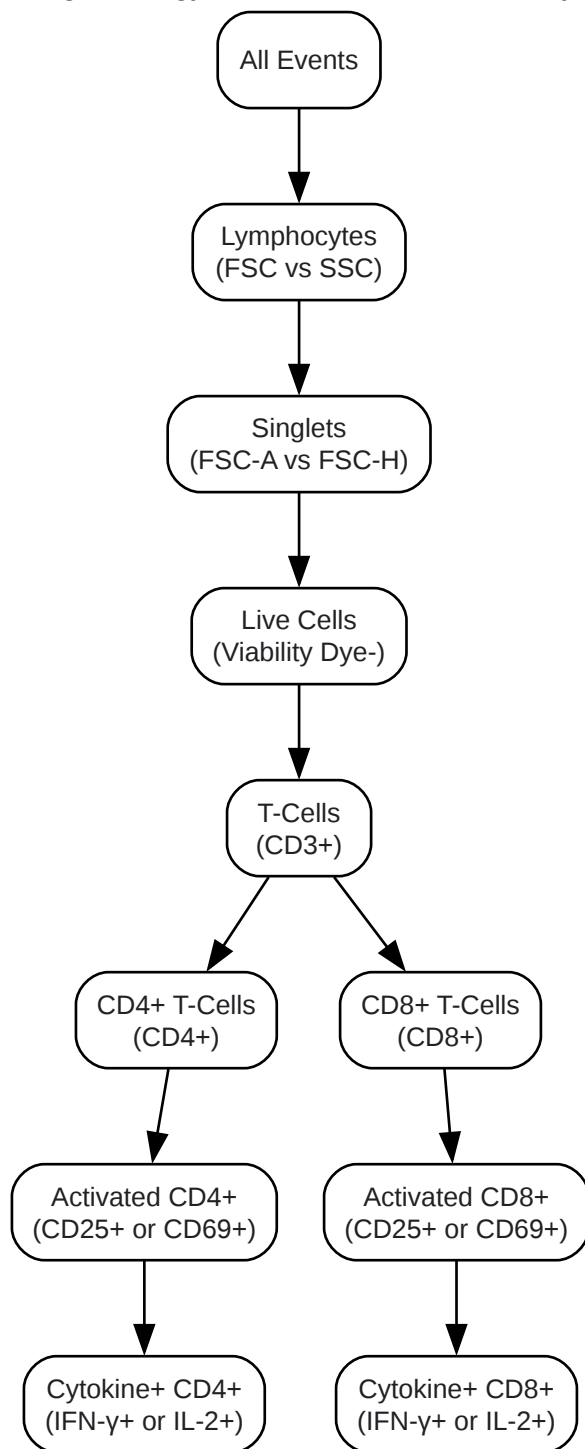 All Events
Lymphocytes
(FSC vs SSC)
Singlets
(FSC-A vs FSC-H)
Live Cells
(Viability Dye-)
T-Cells
(CD3+)
CD4+ T-Cells
(CD4+)
CD8+ T-Cells
(CD8+)
Activated CD4+
(CD25+ or CD69+)
Activated CD8+
(CD25+ or CD69+)
Cytokine+ CD4+
(IFN-γ+ or IL-2+)
Cytokine+ CD8+
(IFN-γ+ or IL-2+)